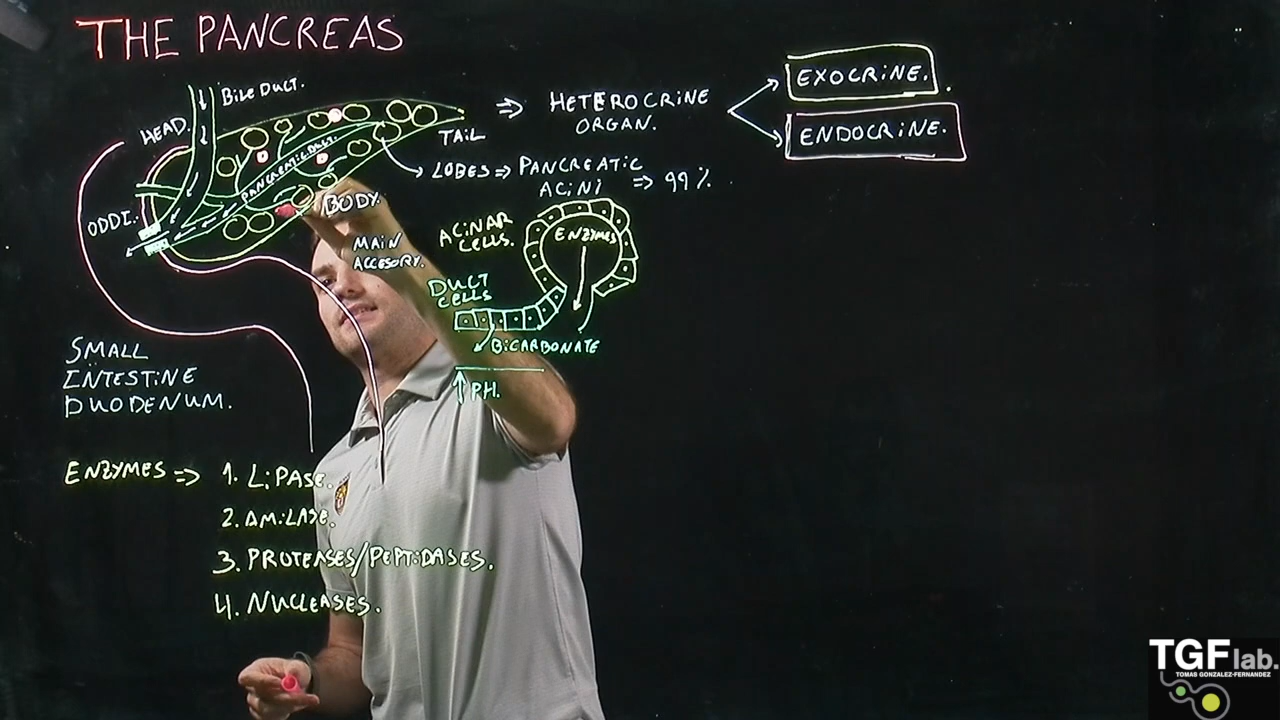 THE PANCREAS
BILE DUCT.
HEAD.
TAIL
PANCREATIC DUCT
BODY.
ODDI.
MAIN
ACCESORY.
⇒ HETEROCRINE
ORGAN.
EXOCRINE.
ENDOCRINE.
LOBES ⇒ PANCREATIC
ACINI ⇒ 99%.
ACINAR
CELLS.
ENZYMES
DUCT
CELLS
BICARBONATE
↑ PH.
SMALL
INTESTINE
DUODENUM.
ENZYMES ⇒ 1. LIPASE.
2. AMILASE.
3. PROTEASES/PEPTIDASES.
4. NUCLEASES.
TGF lab.
TOMAS GONZALEZ-FERNANDEZ